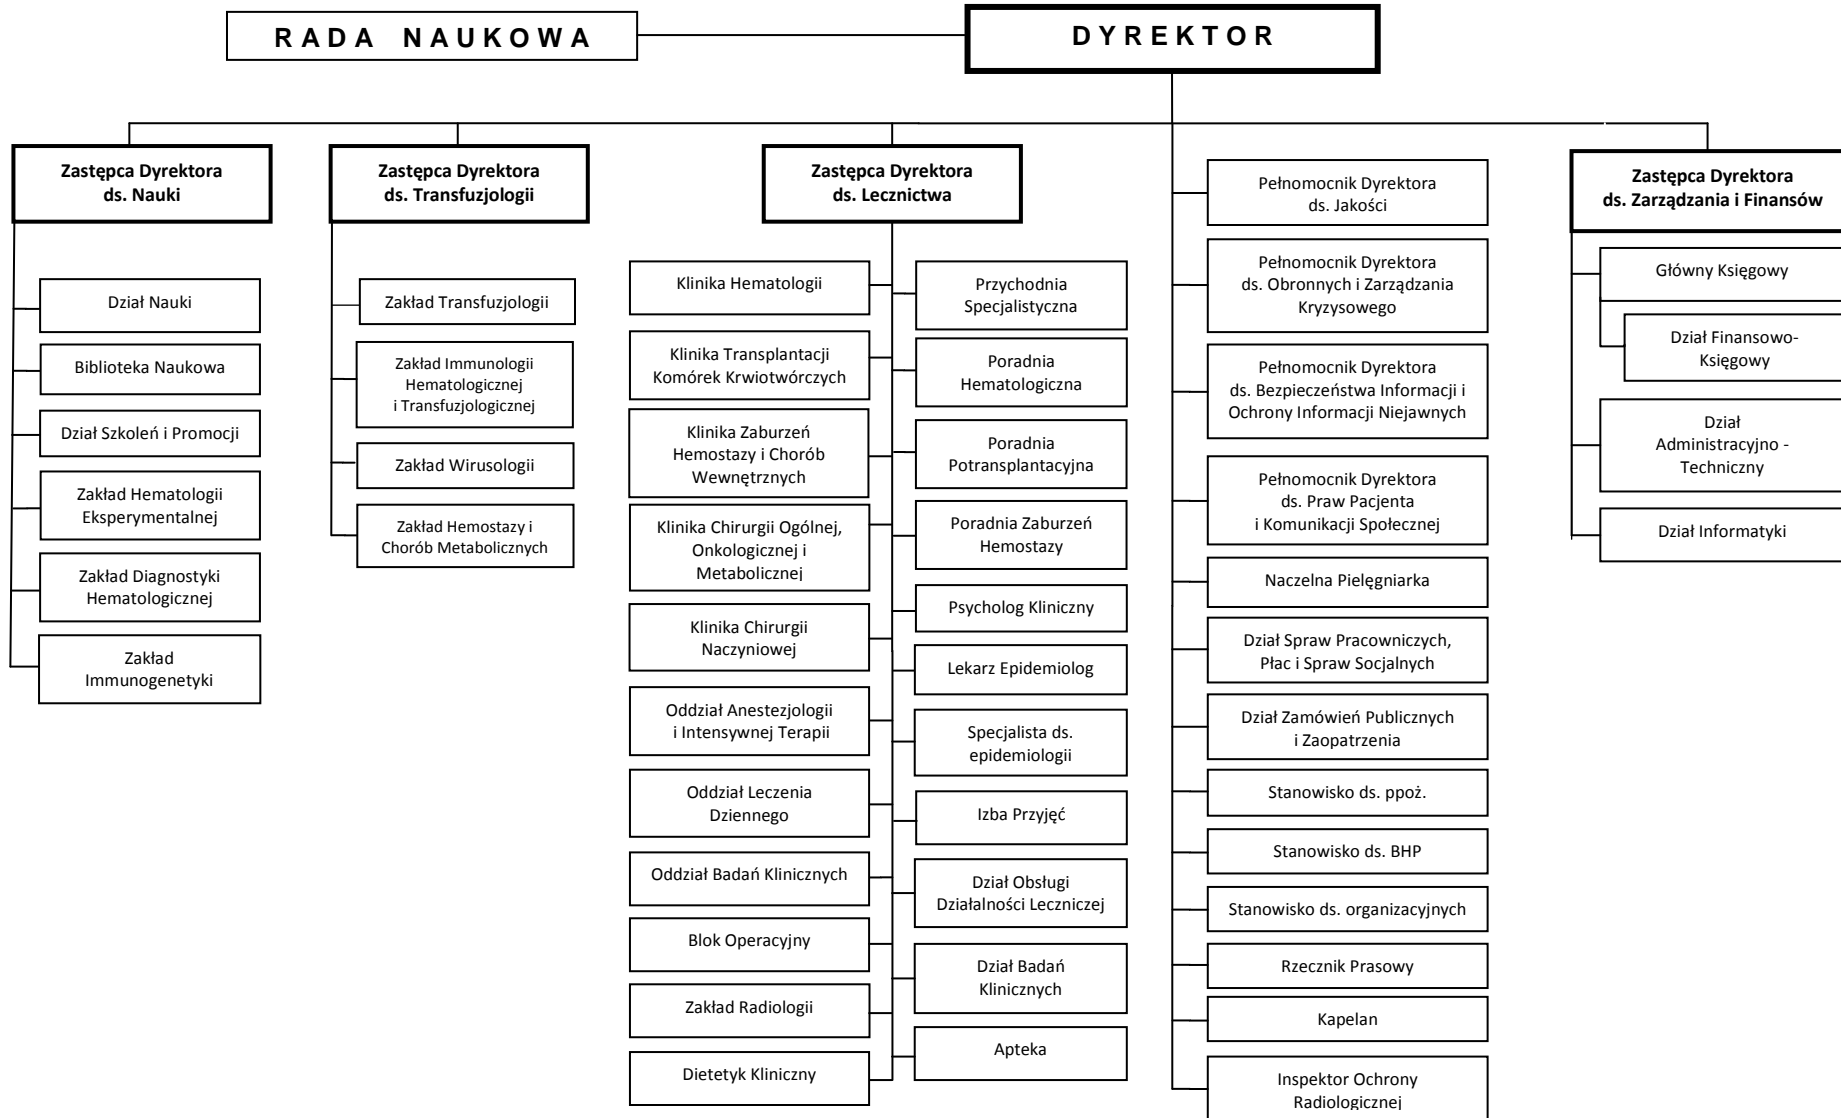 RADA NAUKOWA
DYREKTOR
Zastępca Dyrektora
ds. Nauki
Dział Nauki
Biblioteka Naukowa
Dział Szkoleń i Promocji
Zakład Hematologii
Eksperymentalnej
Zakład Diagnostyki
Hematologicznej
Zakład
Immunogenetyki
Zastępca Dyrektora
ds. Transfuzjologii
Zakład Transfuzjologii
Zakład Immunologii
Hematologicznej
i Transfuzjologicznej
Zakład Wirusologii
Zakład Hemostazy i
Chorób Metabolicznych
Zastępca Dyrektora
ds. Lecznictwa
Klinika Hematologii
Klinika Transplantacji
Komórek Krwiotwórczych
Klinika Zaburzeń
Hemostazy i Chorób
Wewnętrznych
Klinika Chirurgii Ogólnej,
Onkologicznej i
Metabolicznej
Klinika Chirurgii
Naczyniowej
Oddział Anestezjologii
i Intensywnej Terapii
Oddział Leczenia
Dziennego
Oddział Badań Klinicznych
Blok Operacyjny
Zakład Radiologii
Dietetyk Kliniczny
Przychodnia
Specjalistyczna
Poradnia
Hematologiczna
Poradnia
Potransplantacyjna
Poradnia Zaburzeń
Hemostazy
Psycholog Kliniczny
Lekarz Epidemiolog
Specjalista ds.
epidemiologii
Izba Przyjęć
Dział Obsługi
Działalności Leczniczej
Dział Badań
Klinicznych
Apteka
Pełnomocnik Dyrektora
ds. Jakości
Pełnomocnik Dyrektora
ds. Obronnych i Zarządzania
Kryzysowego
Pełnomocnik Dyrektora
ds. Bezpieczeństwa Informacji i
Ochrony Informacji Niejawnych
Pełnomocnik Dyrektora
ds. Praw Pacjenta
i Komunikacji Społecznej
Naczelna Pielęgniarka
Dział Spraw Pracowniczych,
Płac i Spraw Socjalnych
Dział Zamówień Publicznych
i Zaopatrzenia
Stanowisko ds. ppoż.
Stanowisko ds. BHP
Stanowisko ds. organizacyjnych
Rzecznik Prasowy
Kapelan
Inspektor Ochrony
Radiologicznej
Zastępca Dyrektora
ds. Zarządzania i Finansów
Główny Księgowy
Dział Finansowo-
Księgowy
Dział
Administracyjno -
Techniczny
Dział Informatyki